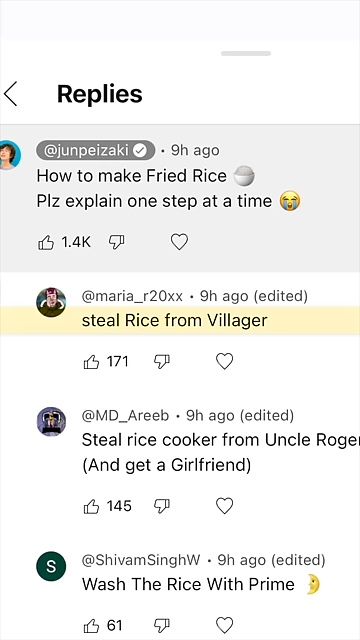 Replies
@junpeizaki • 9h ago
How to make Fried Rice 🍚
Plz explain one step at a time 😭
1.4K
@maria_r20xx • 9h ago (edited)
steal Rice from Villager
171
@MD_Areeb • 9h ago (edited)
Steal rice cooker from Uncle Roger
(And get a Girlfriend)
145
S
@ShivamSinghW • 9h ago (edited)
Wash The Rice With Prime 🌛
61